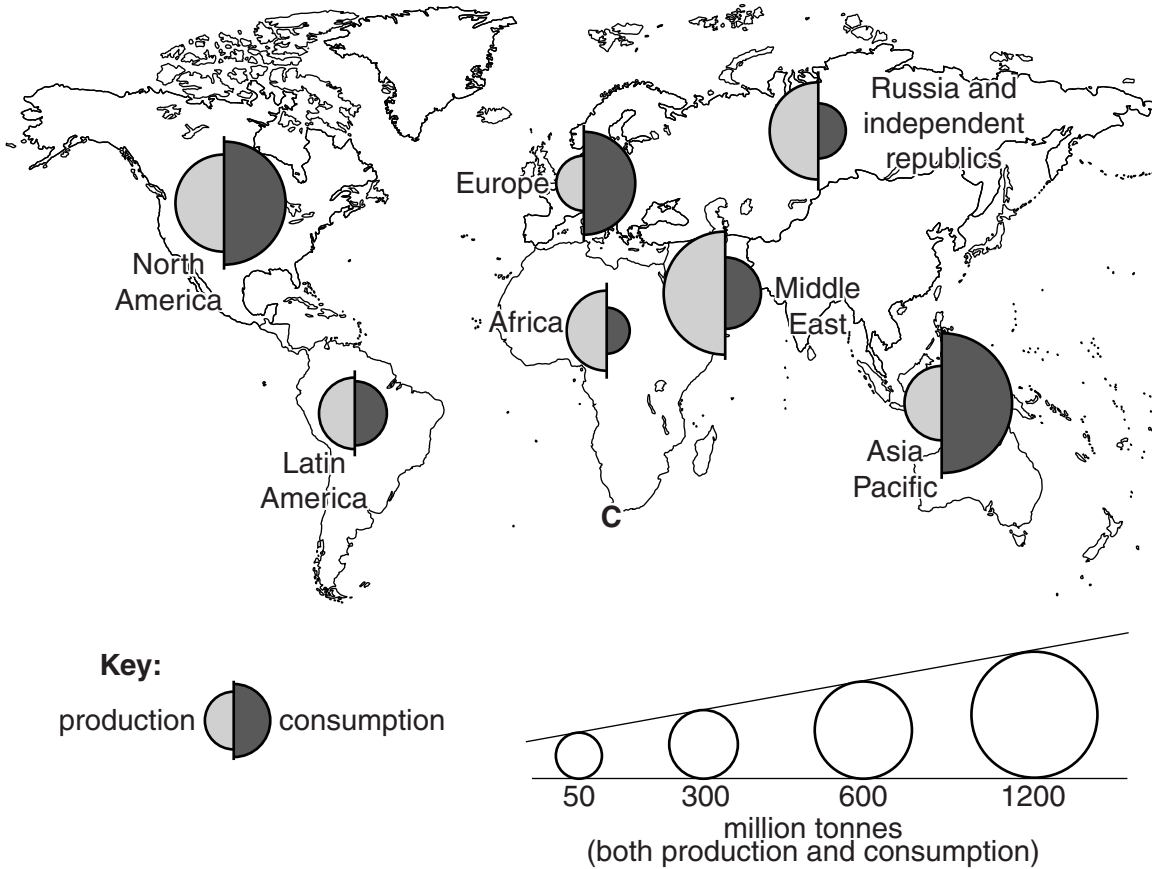 Russia and
independent
republics
Europe
North
America
Africa
Middle
East
Latin
America
Asia
Pacific
C
Key:
production
consumption
50 300 600 1200
million tonnes
(both production and consumption)